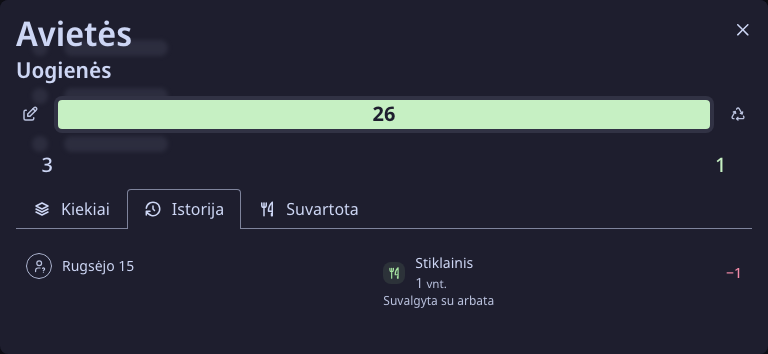 Avietės
Uogienės
26
3
1
Kiekiai
Istorija
Suvartota
Rugsėjo 15
Stiklainis
1 vnt.
Suvalgyta su arbata
−1